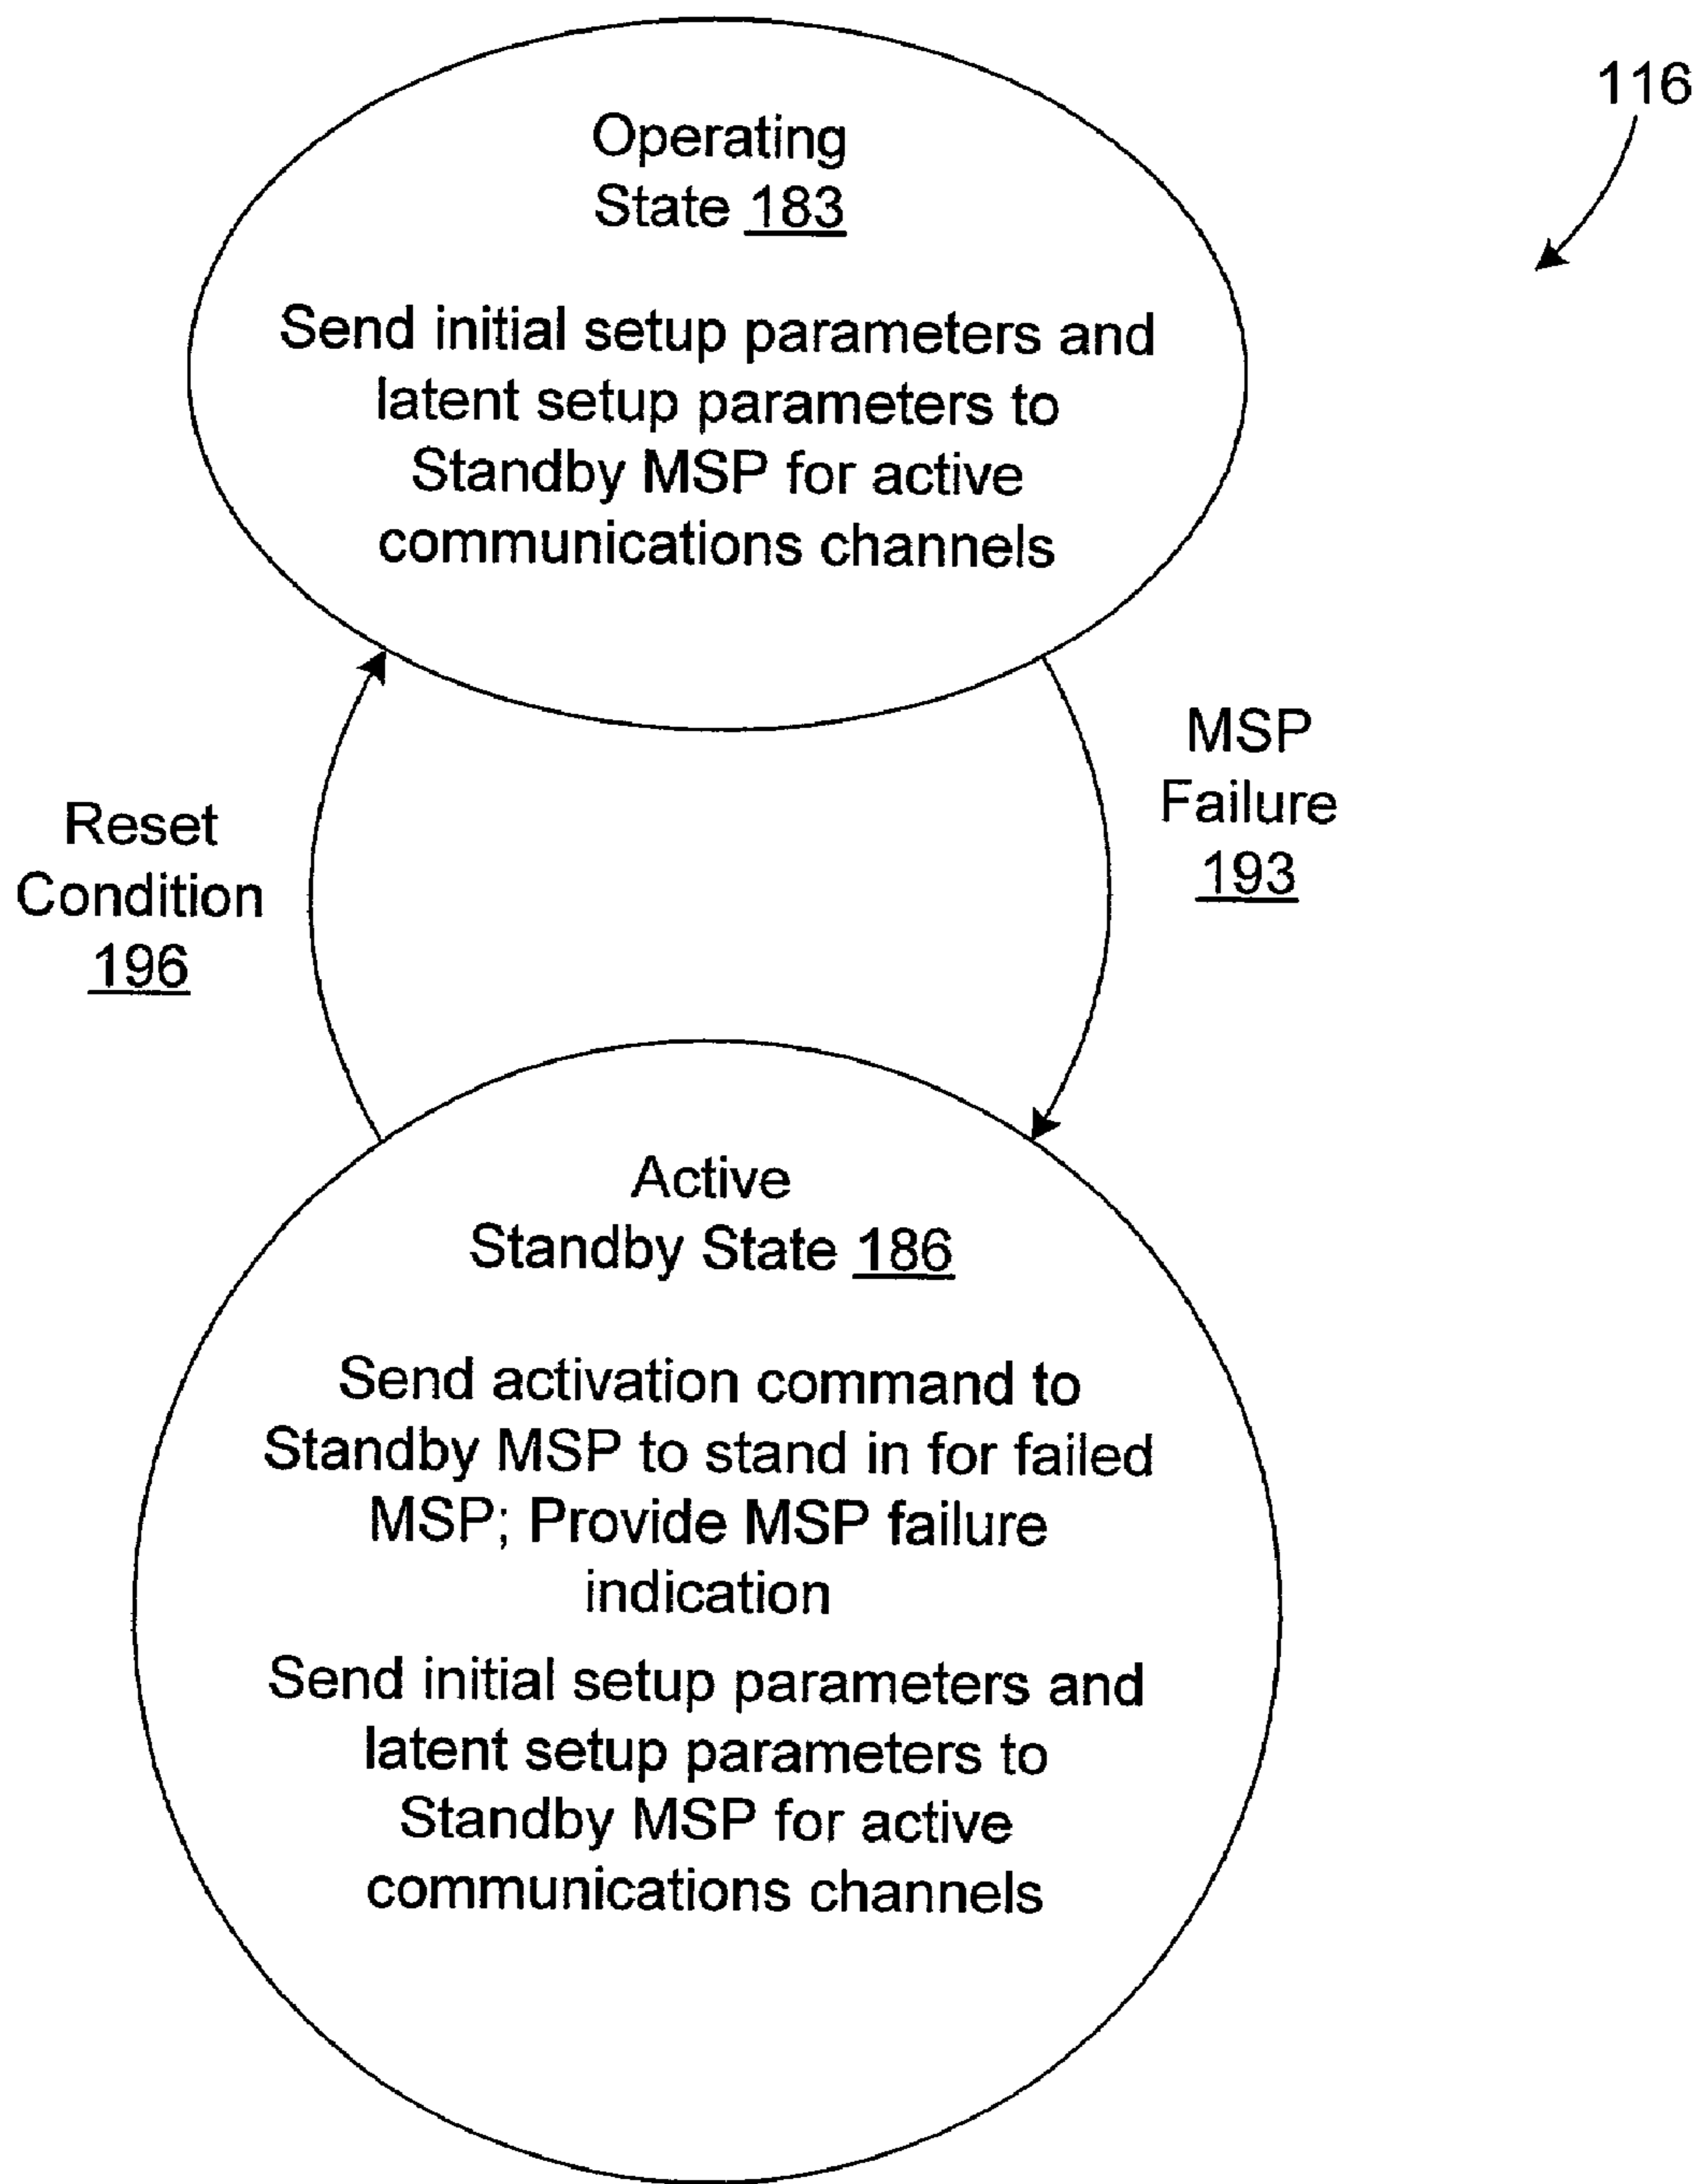 116
Operating
State 183
Send initial setup parameters and
latent setup parameters to
Standby MSP for active
communications channels
MSP
Failure
193
Reset
Condition
196
Active
Standby State 186
Send activation command to
Standby MSP to stand in for failed
MSP; Provide MSP failure
indication
Send initial setup parameters and
latent setup parameters to
Standby MSP for active
communications channels